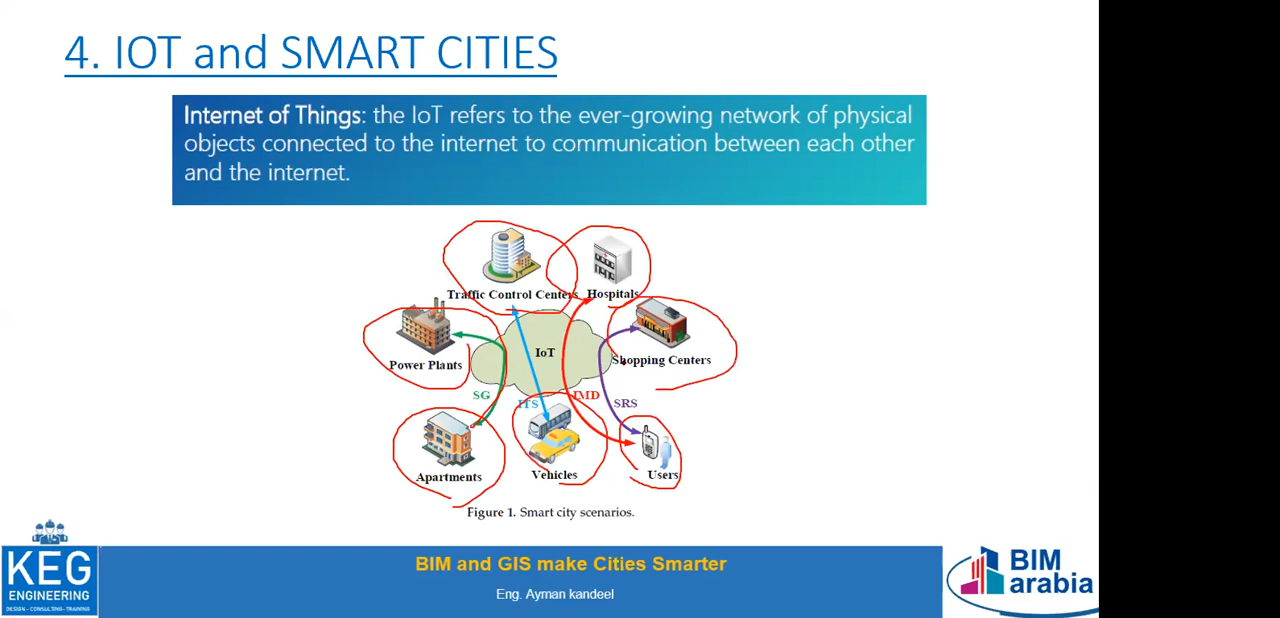 4. IOT and SMART CITIES
Internet of Things: the IoT refers to the ever-growing network of physical
objects connected to the internet to communication between each other
and the internet.
Traffic Control Centers
Hospitals
Power Plants
IoT
Shopping Centers
SG
ITS
IMD
SRS
Apartments
Vehicles
Users
Figure 1. Smart city scenarios.
KEG
ENGINEERING
DESIGN - CONSULTING - TRAINING
BIM and GIS make Cities Smarter
Eng. Ayman kandeel
BIM
arabia